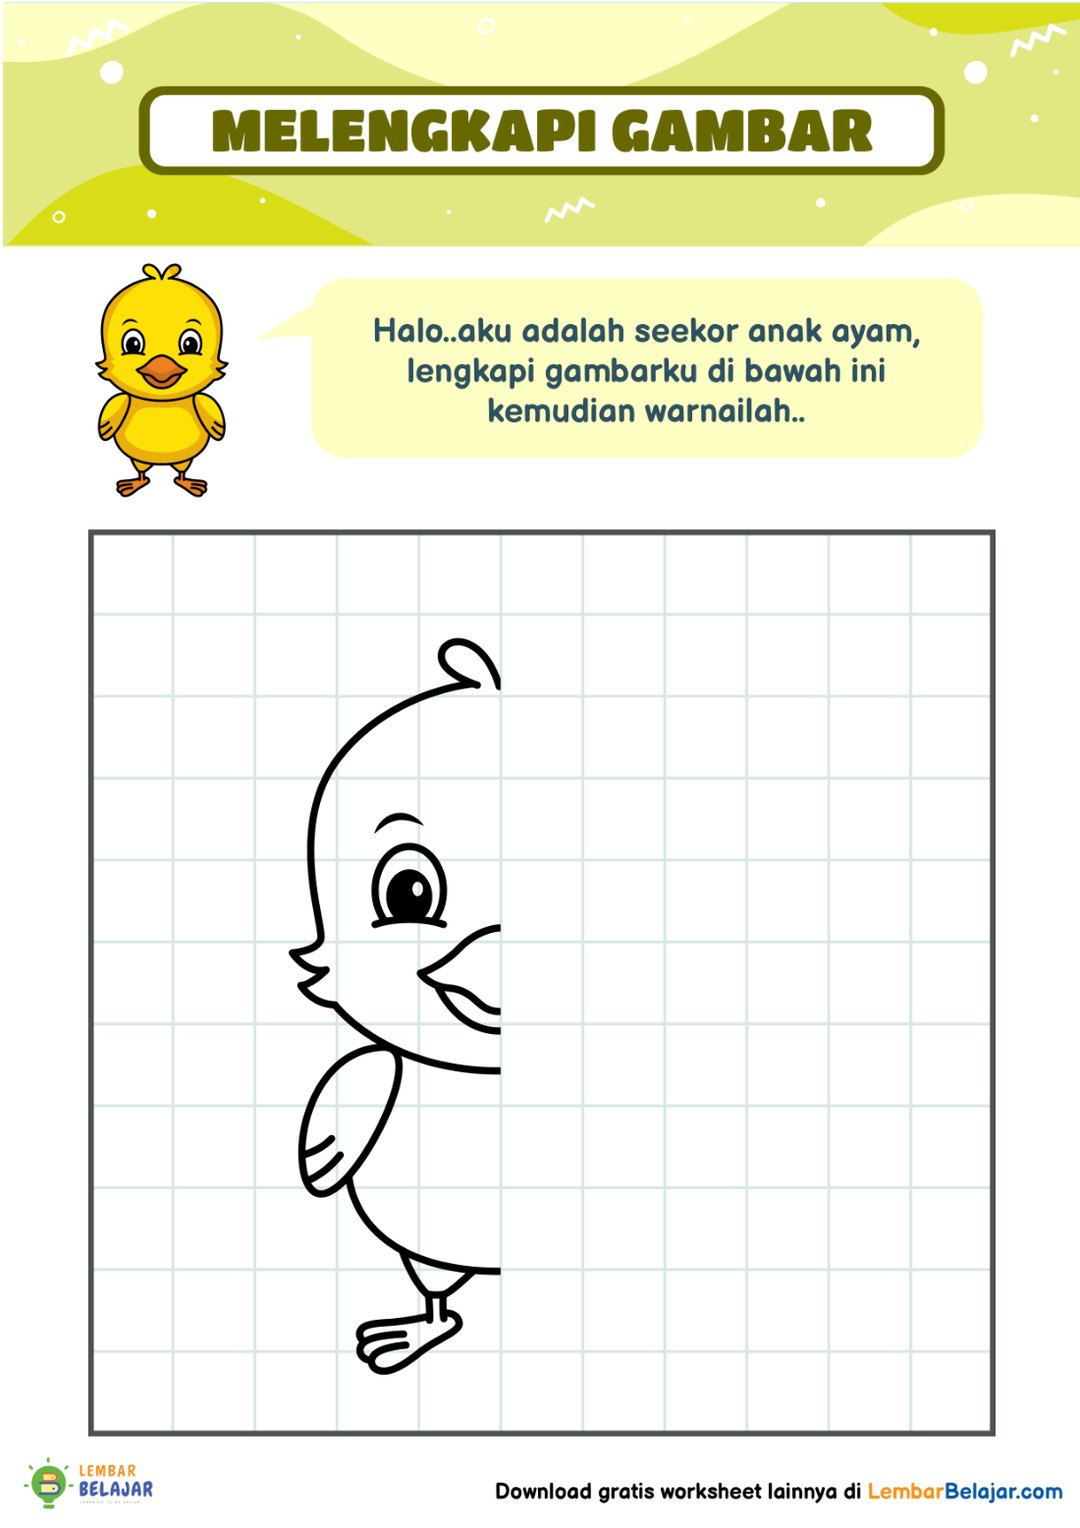 MELENGKAPI GAMBAR
Halo..aku adalah seekor anak ayam,
lengkapi gambarku di bawah ini
kemudian warnailah..
LEMBAR
BELAJAR
Download gratis worksheet lainnya di LembarBelajar.com